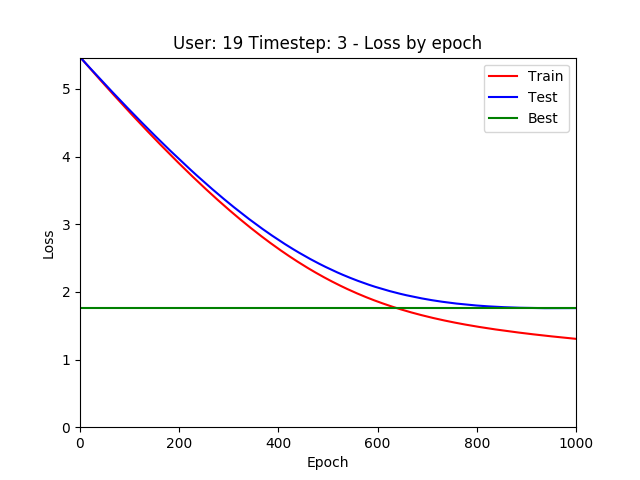 User: 19 Timestep: 3 - Loss by epoch
Train
Test
Best
5
4
3
2
1
0
Loss
0 200 400 600 800 1000
Epoch